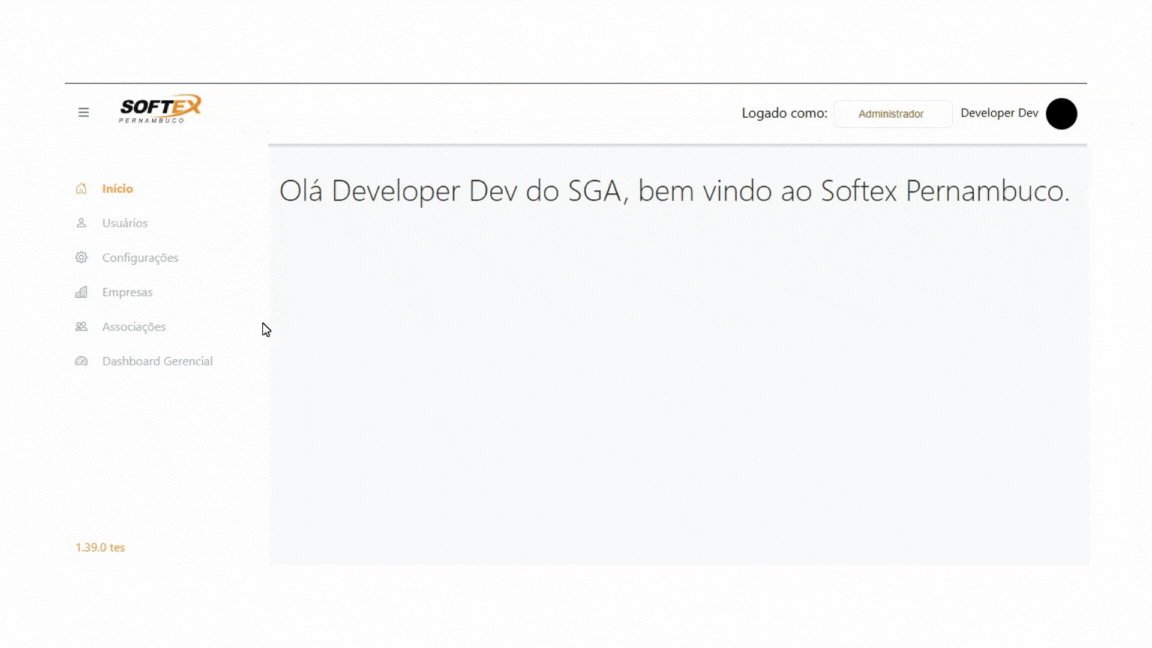 SOFTEX
PERNAMBUCO
Logado como:
Administrador
Developer Dev
Início
Usuários
Configurações
Empresas
Associações
Dashboard Gerencial
Olá Developer Dev do SGA, bem vindo ao Softex Pernambuco.
1.39.0 tes